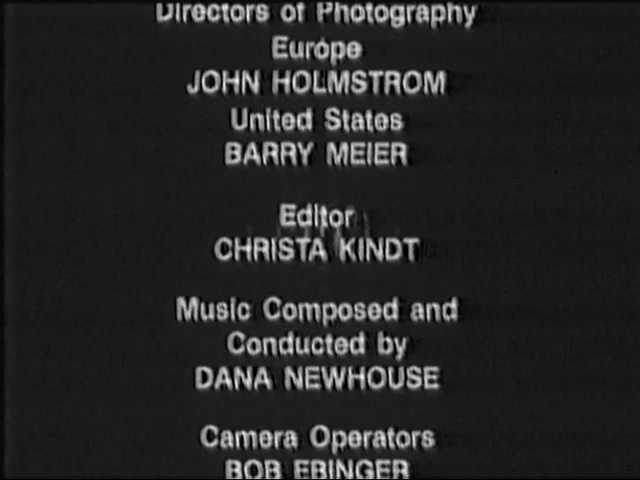 Directors of Photography
Europe
JOHN HOLMSTROM
United States
BARRY MEIER
Editor
CHRISTA KINDT
Music Composed and
Conducted by
DANA NEWHOUSE
Camera Operators
BOB EBINGER